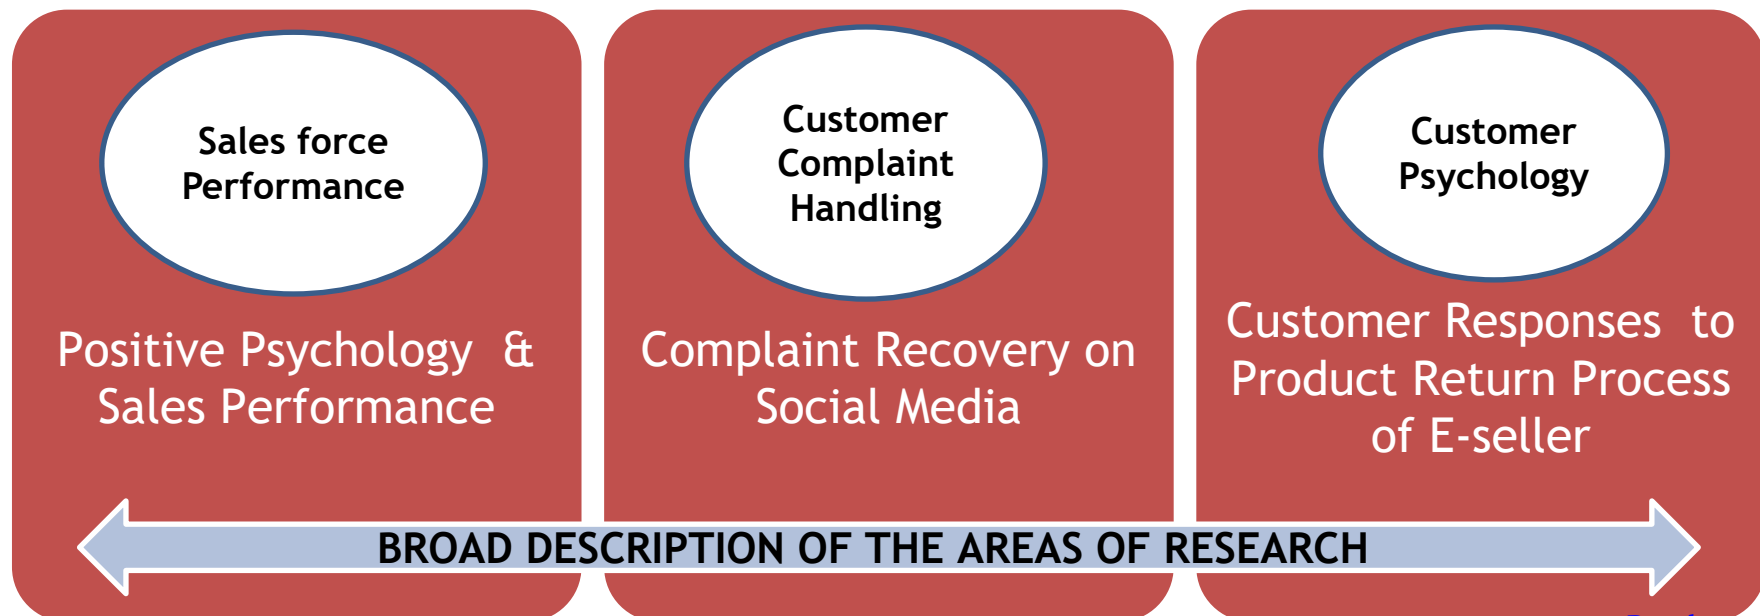 Sales force
Performance
Positive Psychology & 
Sales Performance
Customer
Complaint
Handling
Complaint Recovery on
Social Media
Customer
Psychology
Customer Responses to
Product Return Process
of E-seller
BROAD DESCRIPTION OF THE AREAS OF RESEARCH